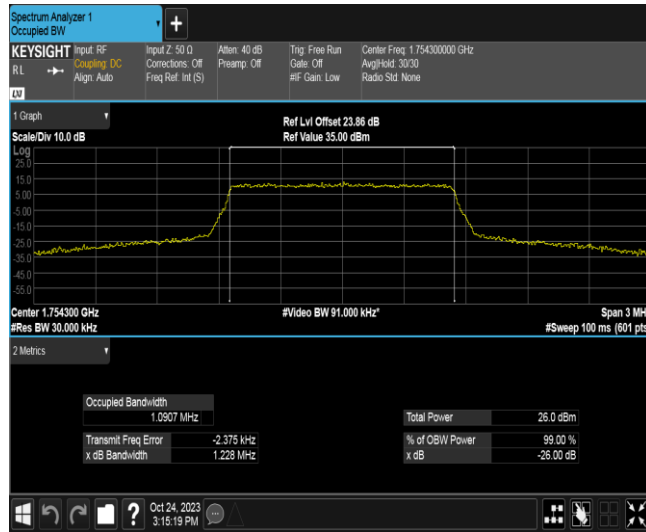 Spectrum Analyzer 1
Occupied BW
+
KEYSIGHT
RL
LXI
Input: RF
Coupling: DC
Align: Auto
Input Z: 50 Ω
Corrections: Off
Freq Ref: Int (S)
Atten: 40 dB
Preamp: Off
Trig: Free Run
Gate: Off
#IF Gain: Low
Center Freq: 1.754300000 GHz
Avg|Hold: 30/30
Radio Std: None
1 Graph
Scale/Div 10.0 dB
Ref Lvl Offset 23.86 dB
Ref Value 35.00 dBm
Log
25.0
15.0
5.00
-5.00
-15.0
-25.0
-35.0
-45.0
-55.0
Center 1.754300 GHz
#Res BW 30.000 kHz
#Video BW 91.000 kHz*
Span 3 MH
#Sweep 100 ms (601 pts
2 Metrics
Occupied Bandwidth
1.0907 MHz
Transmit Freq Error -2.375 kHz
x dB Bandwidth 1.228 MHz
Total Power 26.0 dBm
% of OBW Power 99.00 %
x dB -26.00 dB
?
Oct 24, 2023
3:15:19 PM